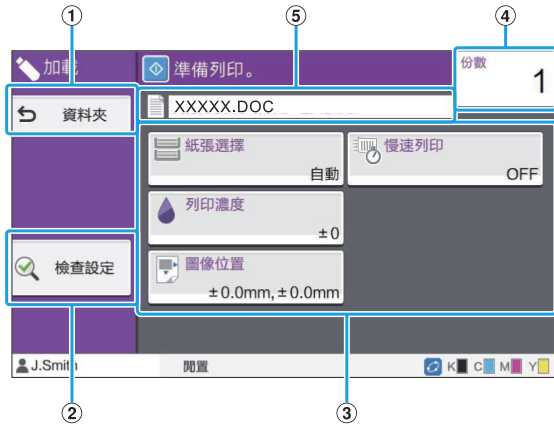 ① ⑤ ④
加載 準備列印。 份數 1
資料夾 XXXXX.DOC
紙張選擇 自動 慢速列印 OFF
列印濃度 ±0
檢查設定 圖像位置 ±0.0mm, ±0.0mm
J.Smith 閒置 K C M Y
② ③